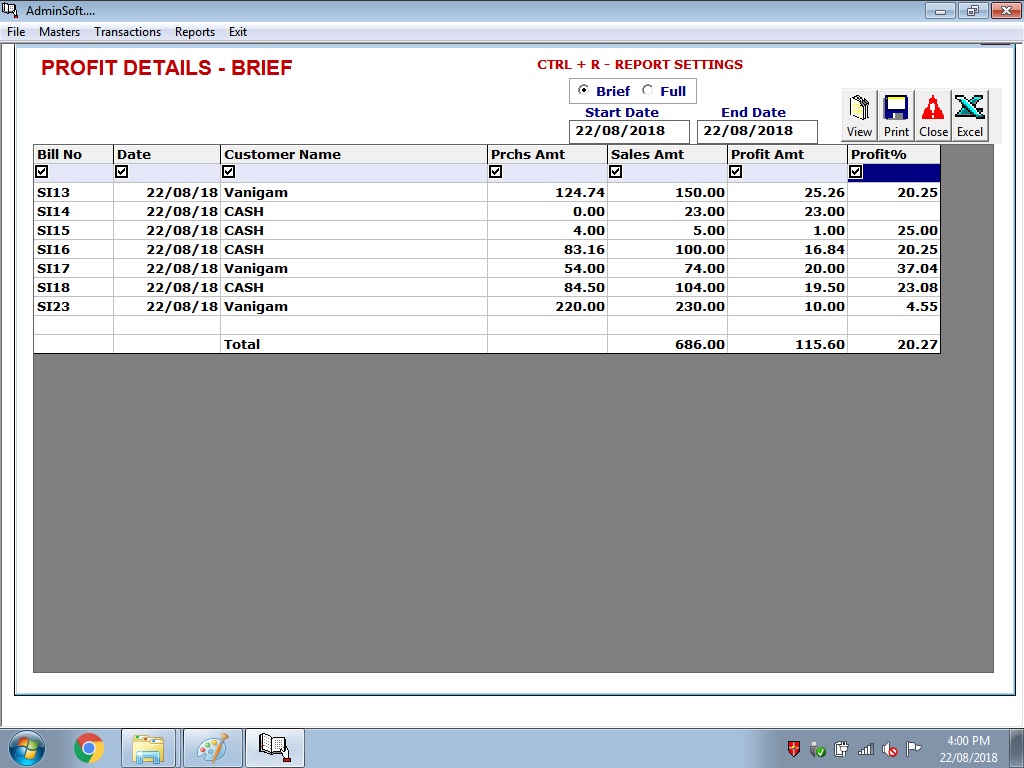 AdminSoft....
File Masters Transactions Reports Exit
PROFIT DETAILS - BRIEF
CTRL + R - REPORT SETTINGS
Brief Full
Start Date End Date
22/08/2018 22/08/2018
View Print Close Excel
Bill No Date Customer Name Prchs Amt Sales Amt Profit Amt Profit%
SI13 22/08/18 Vanigam 124.74 150.00 25.26 20.25
SI14 22/08/18 CASH 0.00 23.00 23.00
SI15 22/08/18 CASH 4.00 5.00 1.00 25.00
SI16 22/08/18 CASH 83.16 100.00 16.84 20.25
SI17 22/08/18 Vanigam 54.00 74.00 20.00 37.04
SI18 22/08/18 CASH 84.50 104.00 19.50 23.08
SI23 22/08/18 Vanigam 220.00 230.00 10.00 4.55
Total 686.00 115.60 20.27
4:00 PM
22/08/2018